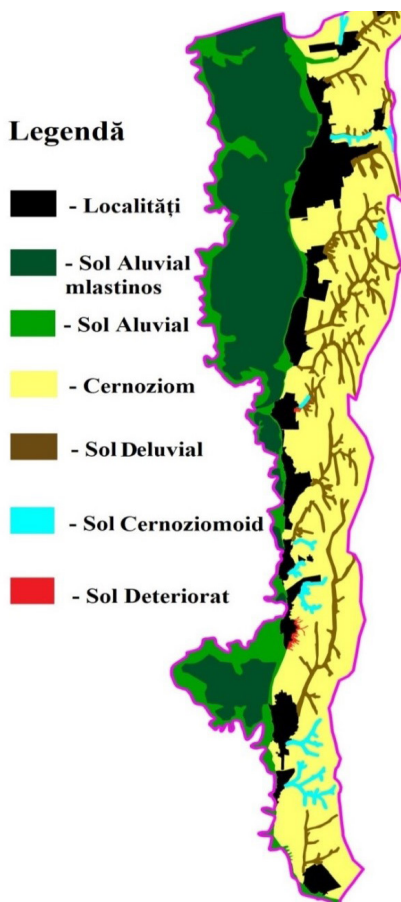 Legendă
- Localități
- Sol Aluvial
mlastinos
- Sol Aluvial
- Cernoziom
- Sol Deluvial
- Sol Cernoziomoid
- Sol Deteriorat